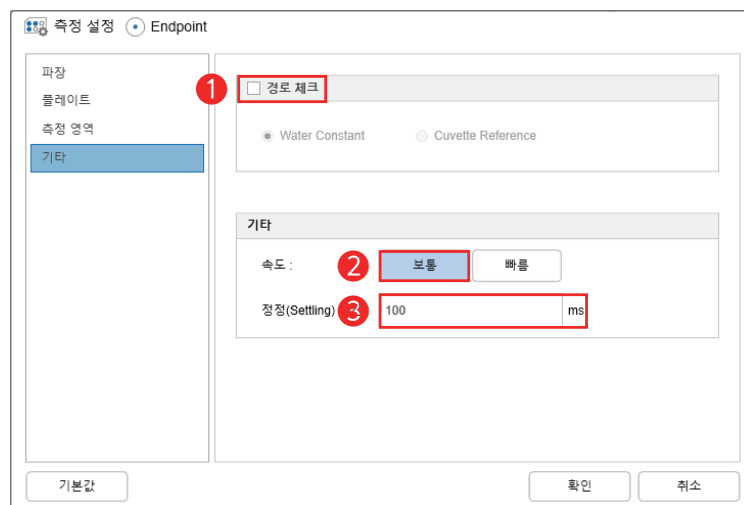 측정 설정 Endpoint
파장
플레이트
측정 영역
기타
1 경로 체크
Water Constant Cuvette Reference
기타
속도 : 2 보통 빠름
정정(Settling) 3 100 ms
기본값 확인 취소